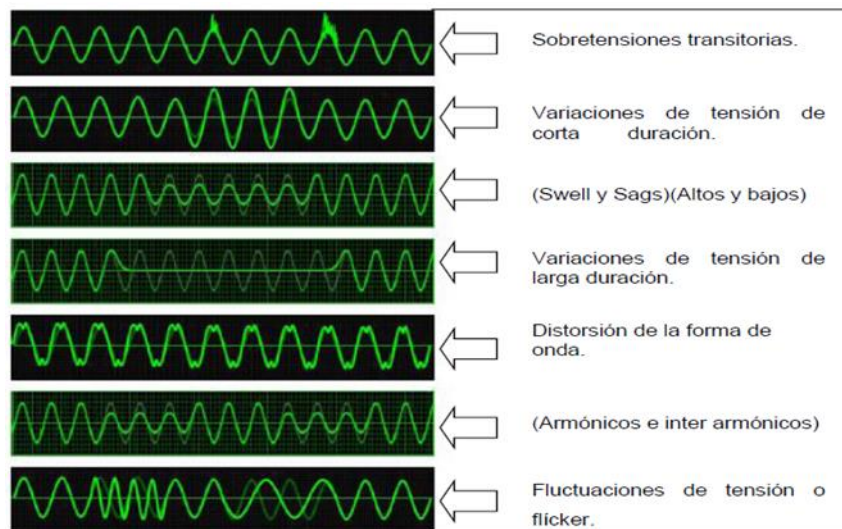 Sobretensiones transitorias.
Variaciones de tensión de
corta duración.
(Swell y Sags)(Altos y bajos)
Variaciones de tensión de
larga duración.
Distorsión de la forma de
onda.
(Armónicos e inter armónicos)
Fluctuaciones de tensión o
flícker.